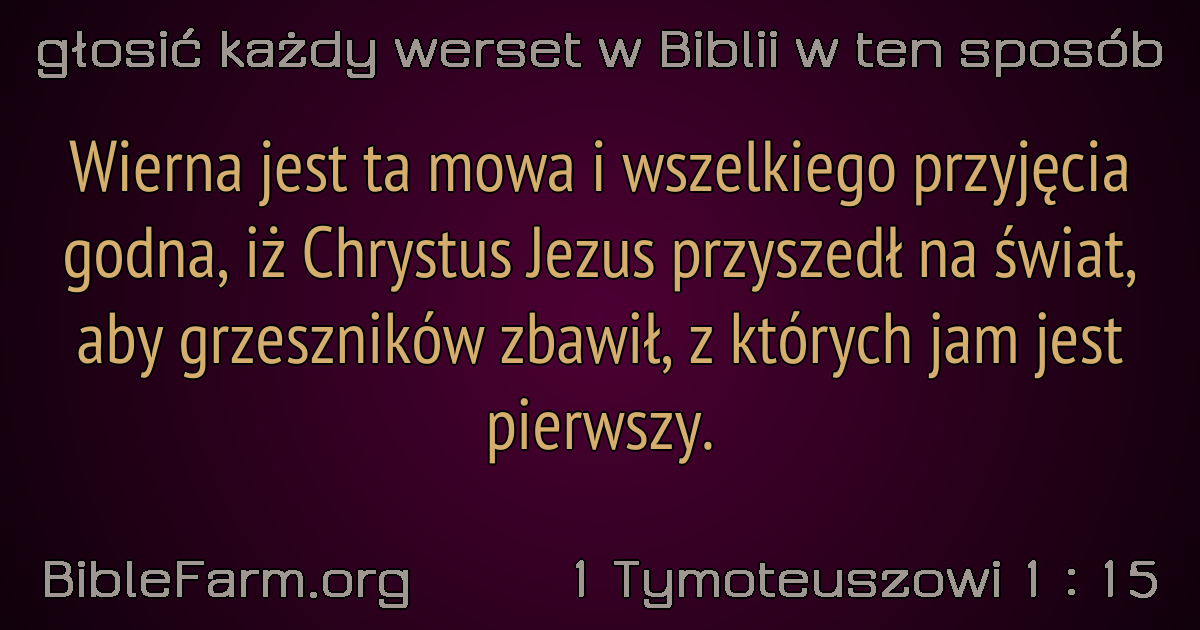 głosić każdy werset w Biblii w ten sposób
Wierna jest ta mowa i wszelkiego przyjęcia
godna, iż Chrystus Jezus przyszedł na świat,
aby grzeszników zbawił, z których jam jest
pierwszy.
BibleFarm.org 1 Tymoteuszowi 1 : 15